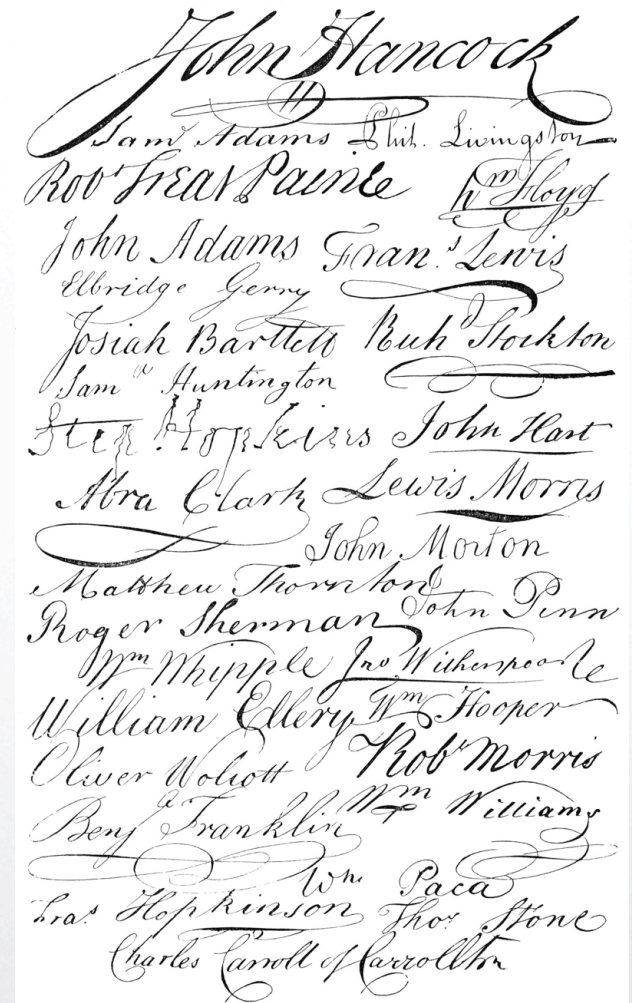 John Hancock
Sam Adams Phil. Livingston
Robt Treat Paine Wm Floyd
John Adams Frans Lewis
Elbridge Gerry
Josiah Bartlett Richd Stockton
Saml Huntington
Step Hopkins John Hart
Abra Clark Lewis Morris
John Morton
Matthew Thornton
Roger Sherman John Penn
Wm Whipple Jno Witherspoon
William Ellery Wm Hooper
Oliver Wolcott Robt Morris
Benj Franklin Wm Williams
Wm Paca
Fras Hopkinson Thos Stone
Charles Carroll of Carrollton